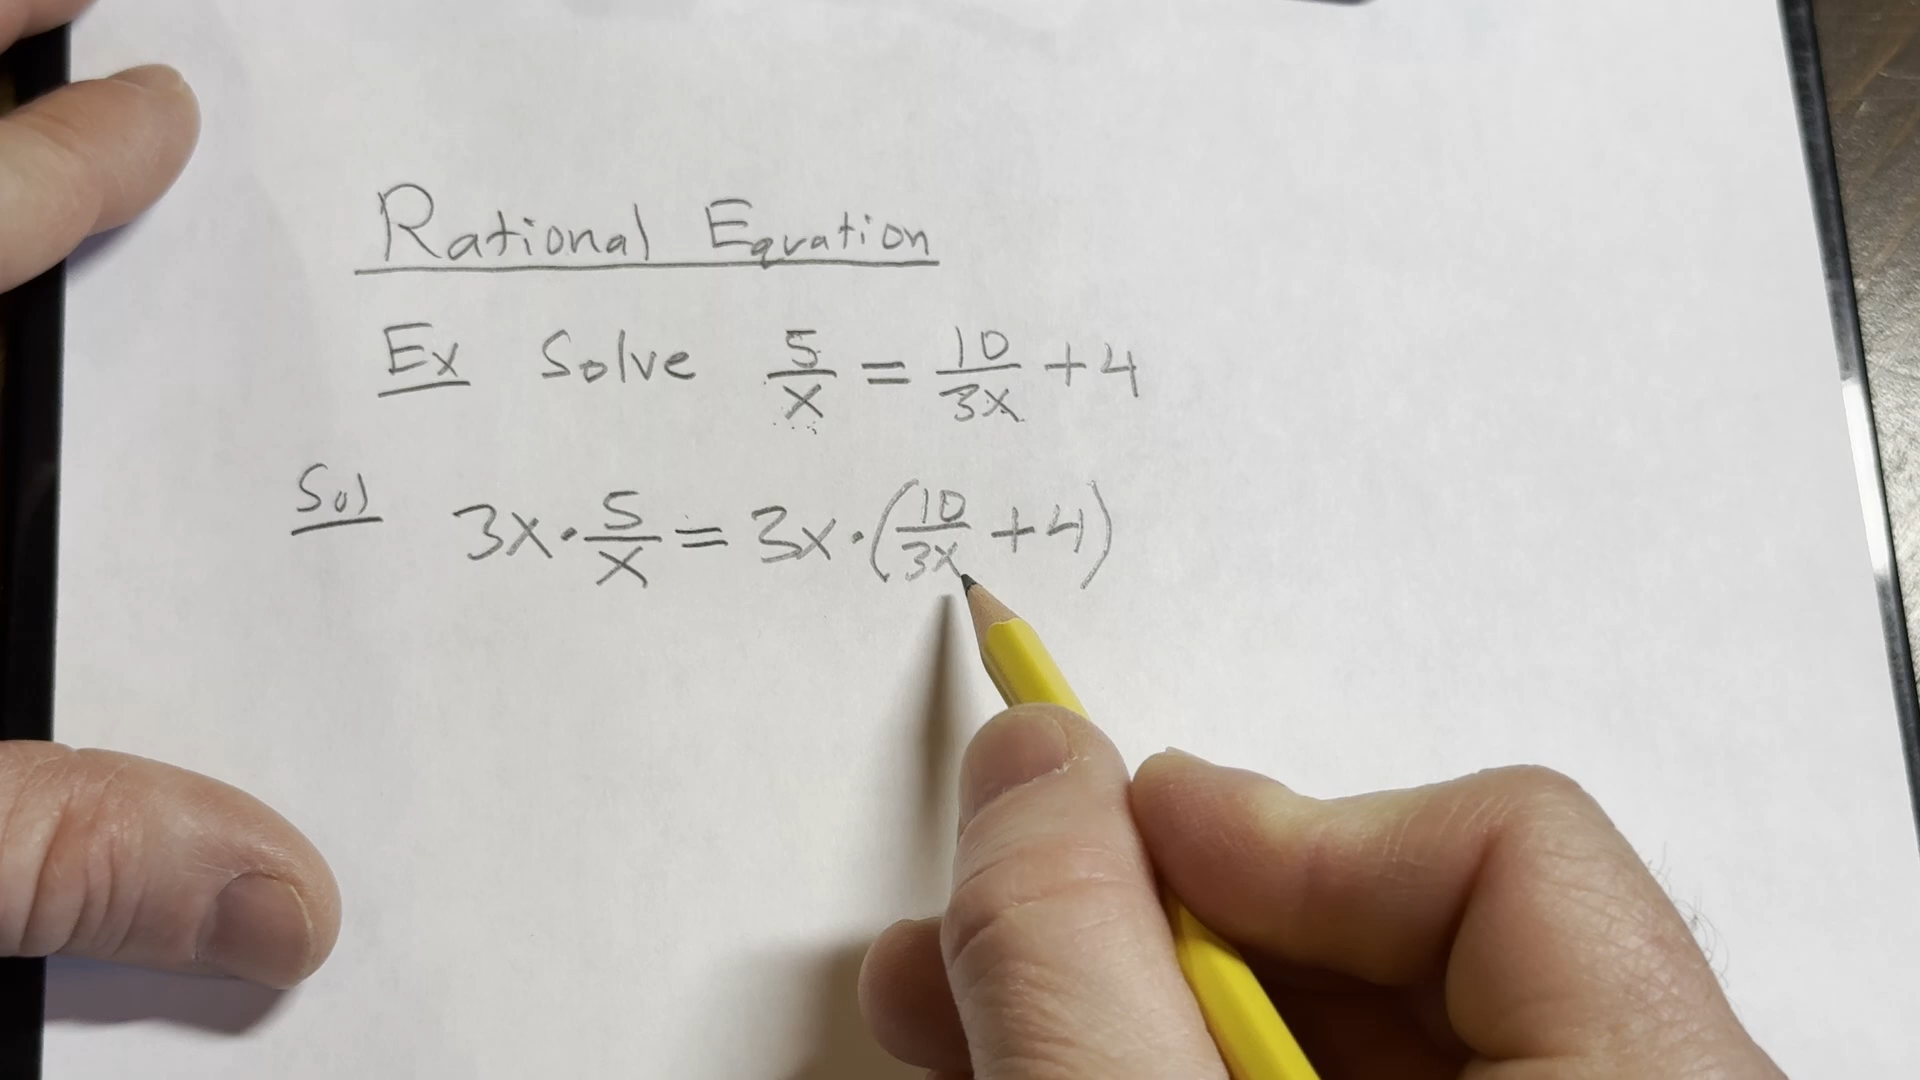 Rational Equation
Ex Solve 5/x = 10/3x + 4
Sol 3x · 5/x = 3x · (10/3x + 4)